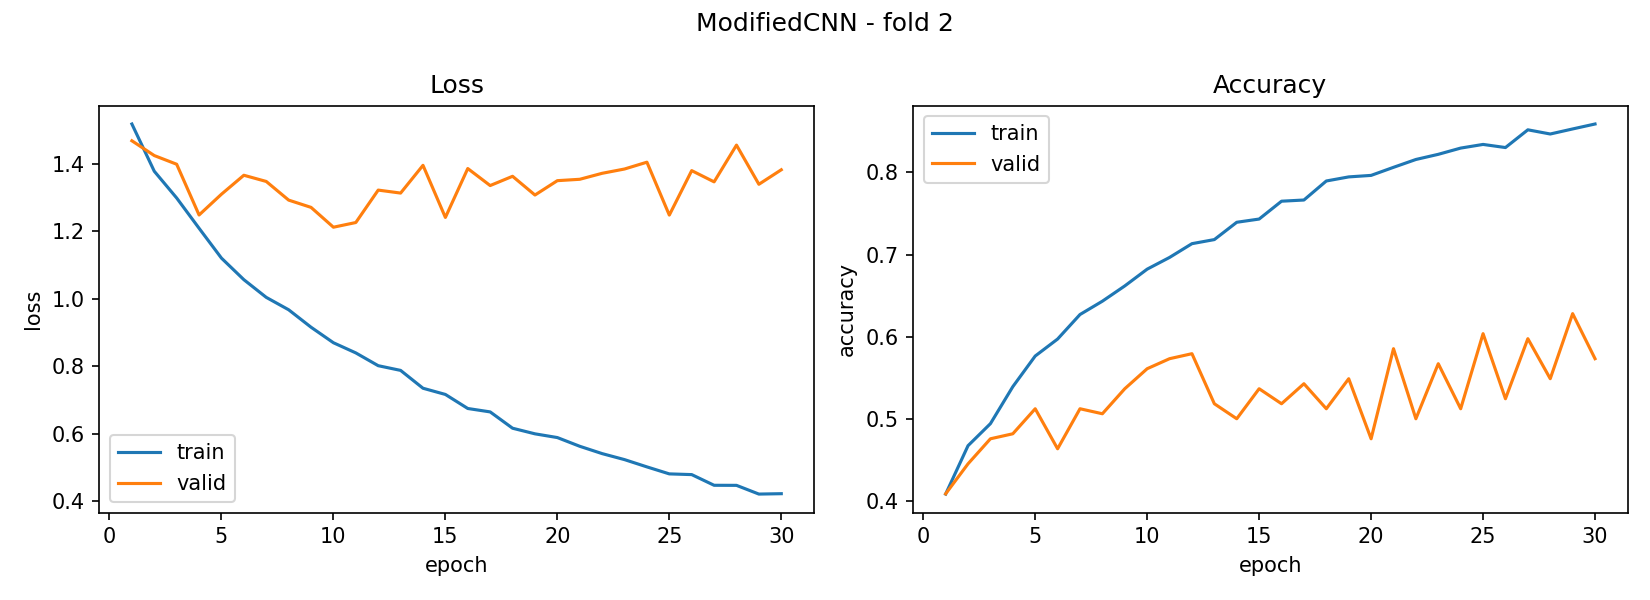 ModifiedCNN - fold 2
Loss
1.4
1.2
1.0
0.8
0.6
0.4
loss
train
valid
0 5 10 15 20 25 30
epoch
Accuracy
train
valid
0.8
0.7
0.6
0.5
0.4
accuracy
0 5 10 15 20 25 30
epoch